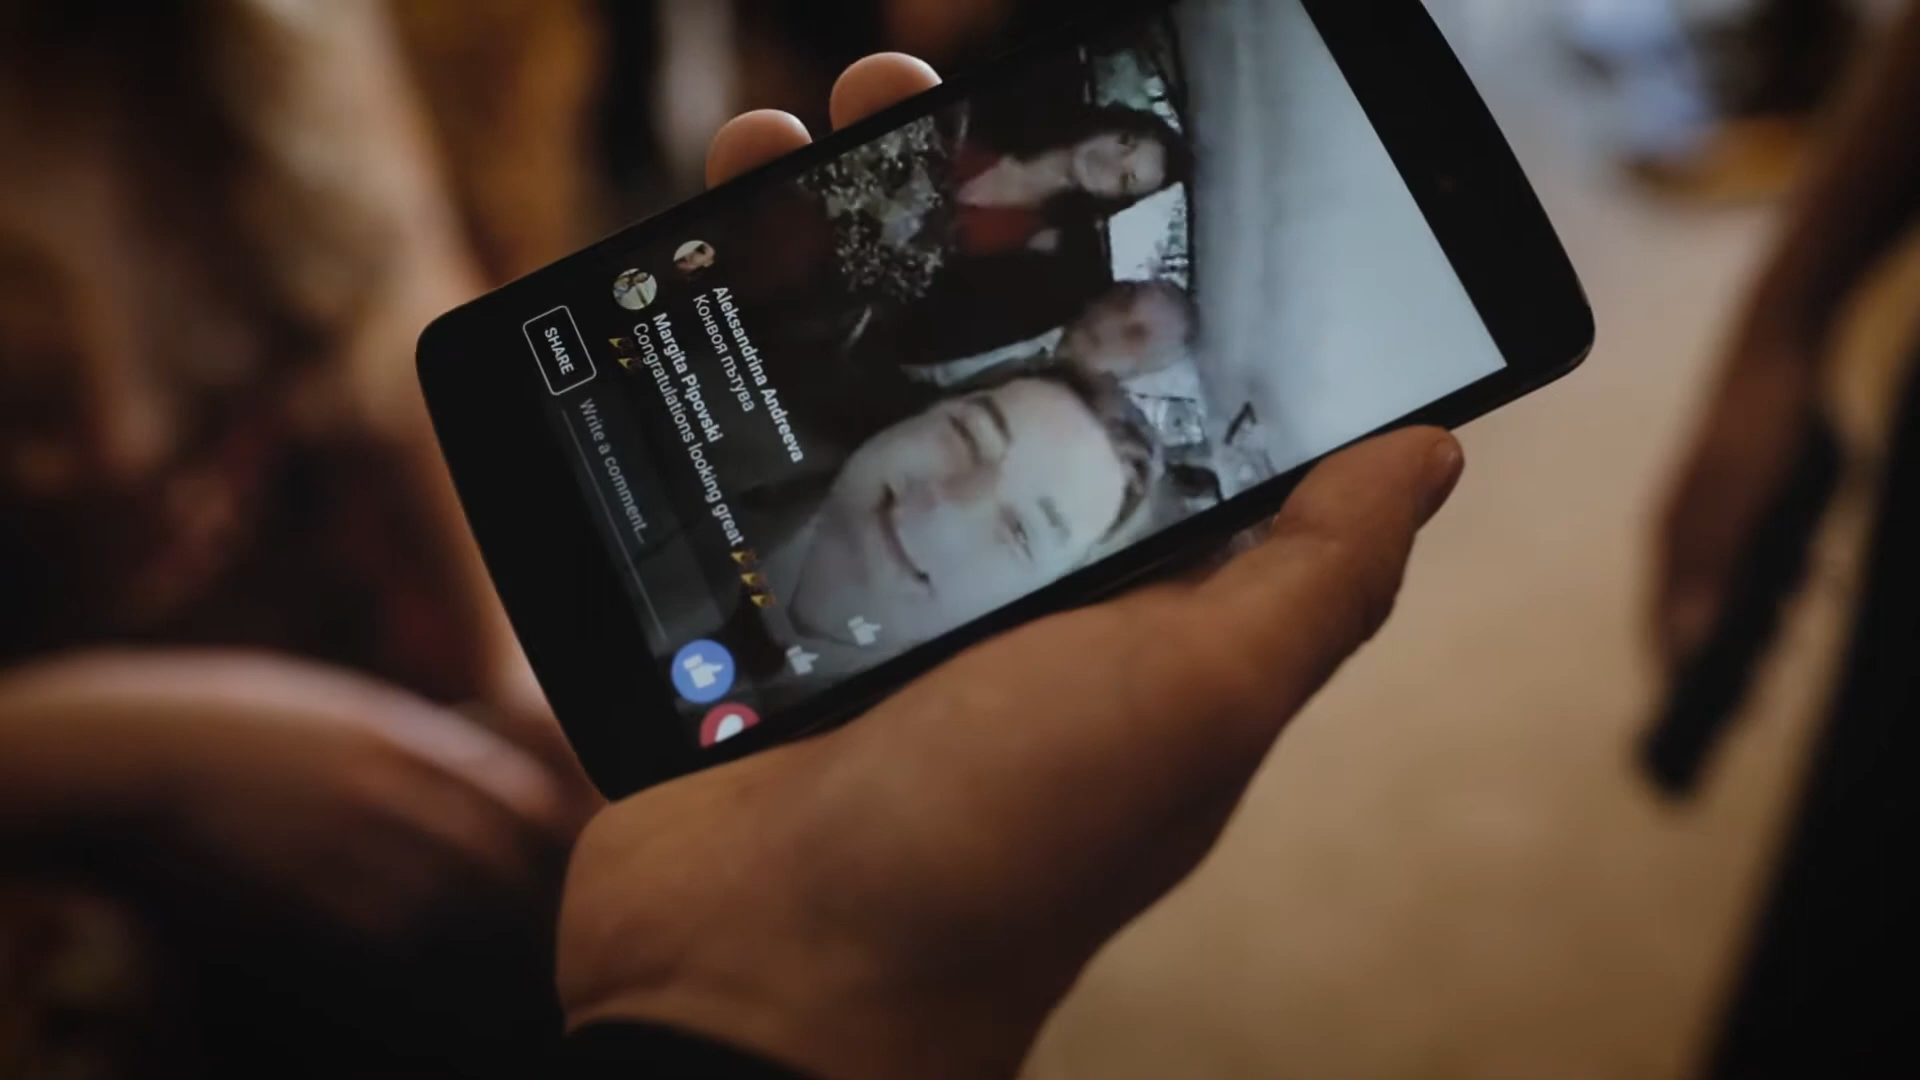 Aleksandrina Andreeva
Конвоя пътува
Margita Pipovski
Congratulations looking great
SHARE
Write a comment...